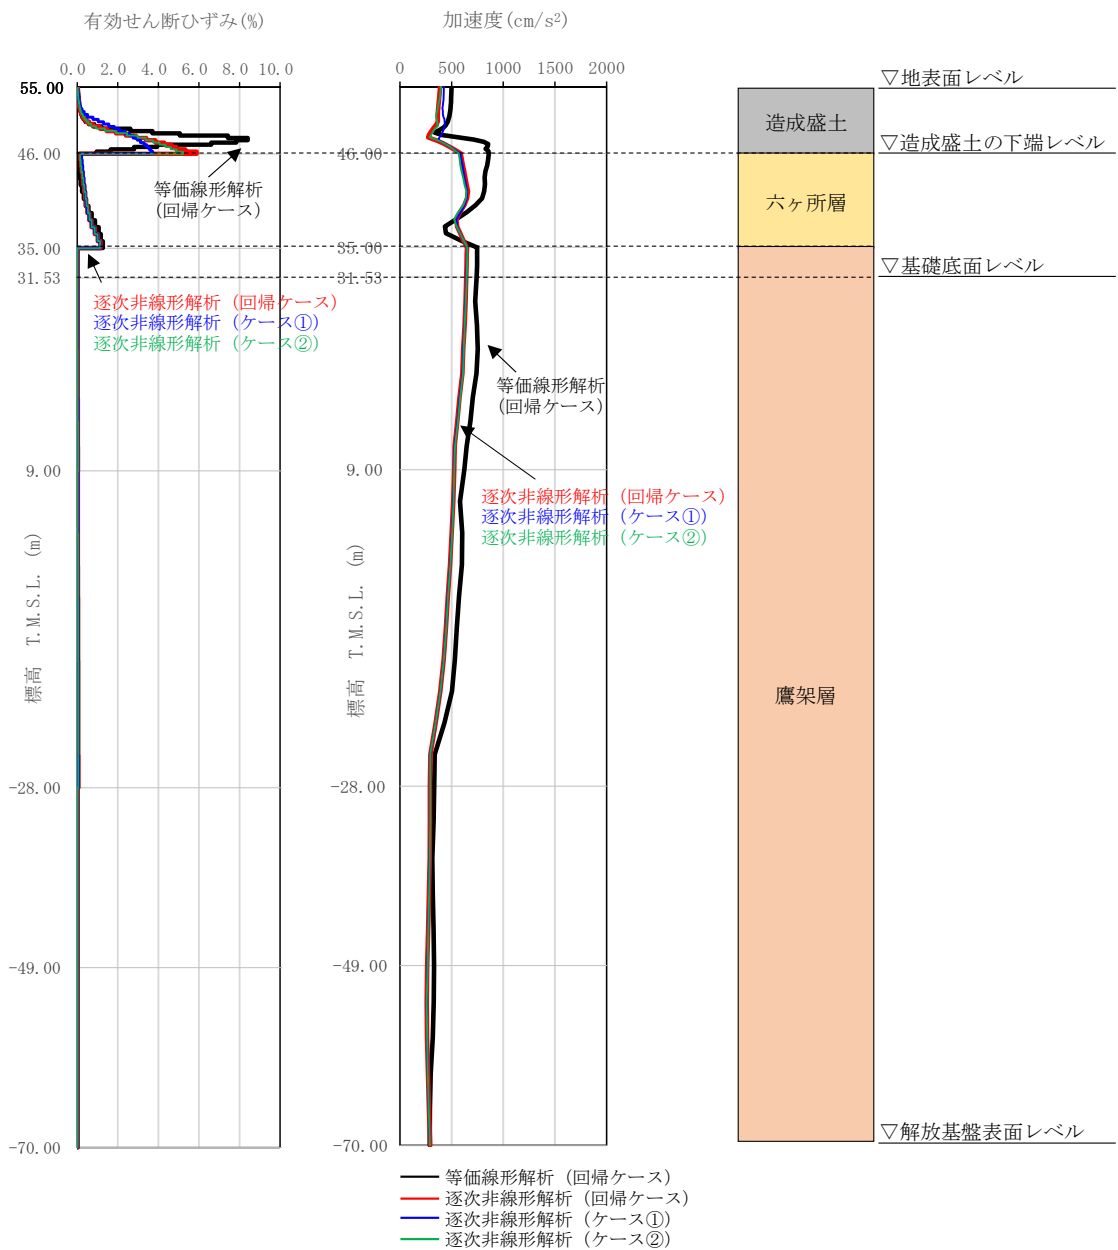 有効せん断ひずみ(%)
0.0 2.0 4.0 6.0 8.0 10.0
55.00
46.00
35.00
31.53
9.00
-28.00
-49.00
-70.00
標高 T.M.S.L. (m)
等価線形解析
(回帰ケース)
逐次非線形解析 (回帰ケース)
逐次非線形解析 (ケース①)
逐次非線形解析 (ケース②)
加速度(cm/s²)
0 500 1000 1500 2000
46.00
35.00
31.53
9.00
-28.00
-49.00
-70.00
標高 T.M.S.L. (m)
等価線形解析
(回帰ケース)
逐次非線形解析 (回帰ケース)
逐次非線形解析 (ケース①)
逐次非線形解析 (ケース②)
造成盛土
六ヶ所層
鷹架層
▽地表面レベル
▽造成盛土の下端レベル
▽基礎底面レベル
▽解放基盤表面レベル
等価線形解析 (回帰ケース)
逐次非線形解析 (回帰ケース)
逐次非線形解析 (ケース①)
逐次非線形解析 (ケース②)